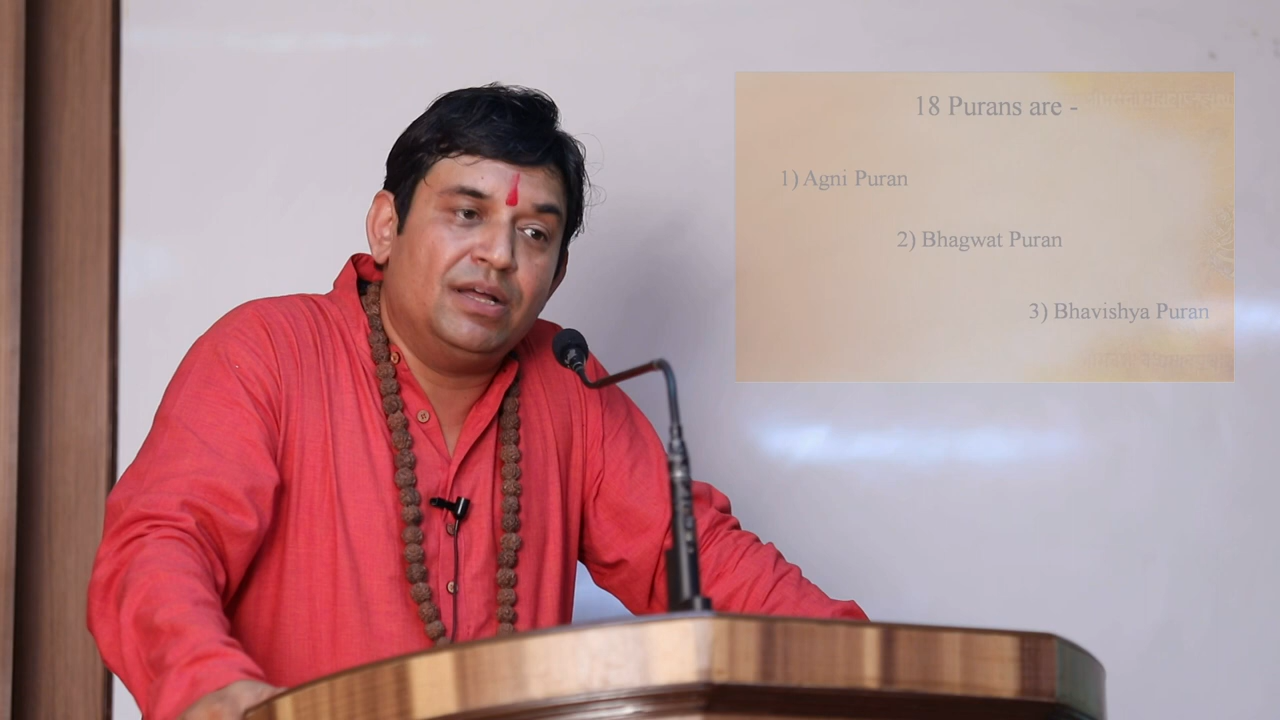 18 Purans are -
1) Agni Puran
2) Bhagwat Puran
3) Bhavishya Puran